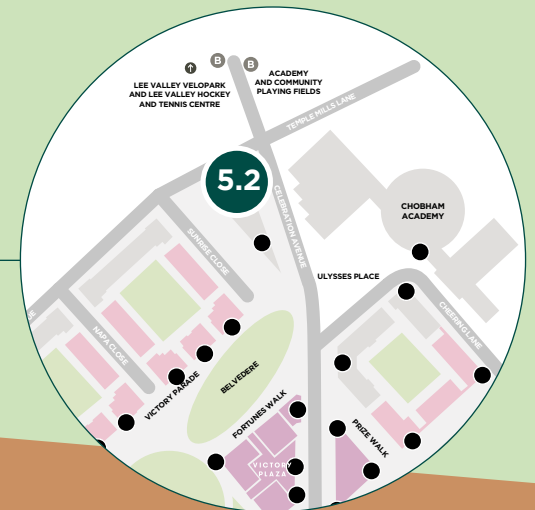 B
B
LEE VALLEY VELOPARK
AND LEE VALLEY HOCKEY
AND TENNIS CENTRE
ACADEMY
AND COMMUNITY
PLAYING FIELDS
TEMPLE MILLS LANE
5.2
CELEBRATION AVENUE
CHOBHAM
ACADEMY
SUNRISE CLOSE
ULYSSES PLACE
CHEERING LANE
NAPA CLOSE
BELVEDERE
VICTORY PARADE
FORTUNES WALK
PRIZE WALK
VICTORY
PLAZA